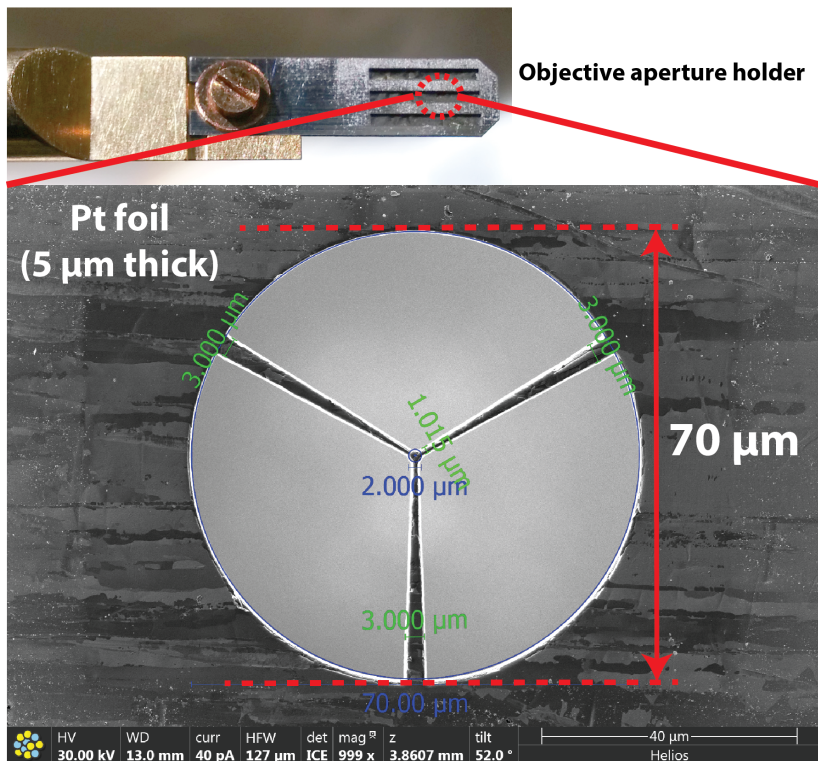 Objective aperture holder
Pt foil
(5 µm thick)
3.000 µm
3.000 µm
1.015 µm
70 µm
2.000 µm
3.000 µm
70.00 µm
HV WD curr HFW det mag z tilt 40 µm
30.00 kV 13.0 mm 40 pA 127 µm ICE 999 x 3.8607 mm 52.0 ° Helios